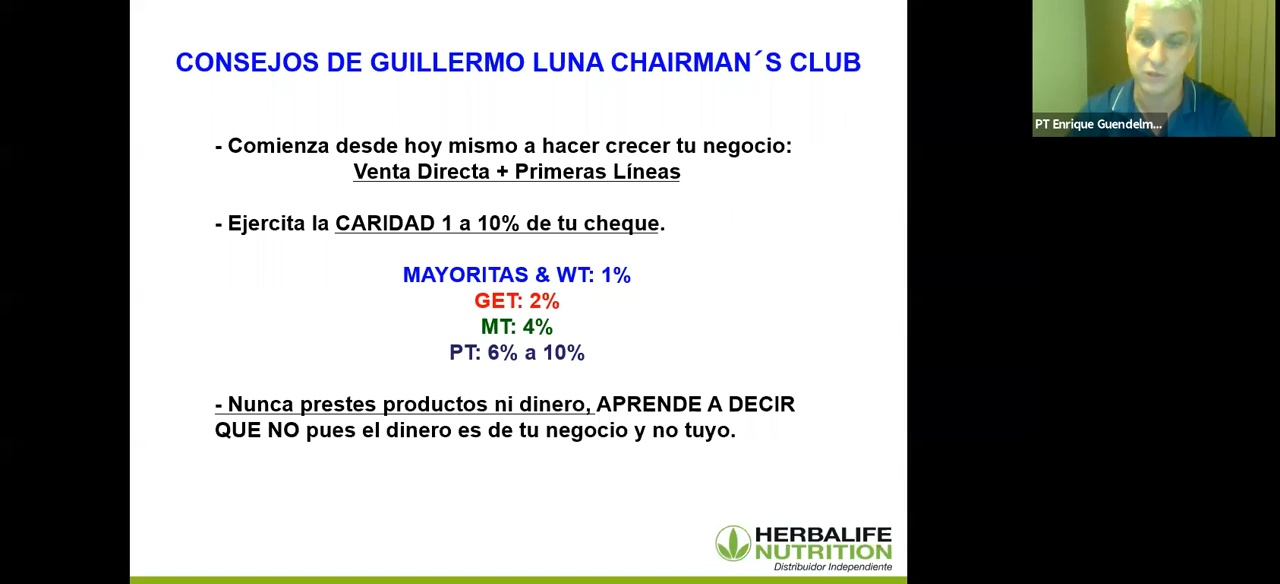 CONSEJOS DE GUILLERMO LUNA CHAIRMAN´S CLUB
- Comienza desde hoy mismo a hacer crecer tu negocio:
Venta Directa + Primeras Líneas
- Ejercita la CARIDAD 1 a 10% de tu cheque.
MAYORITAS & WT: 1%
GET: 2%
MT: 4%
PT: 6% a 10%
- Nunca prestes productos ni dinero, APRENDE A DECIR
QUE NO pues el dinero es de tu negocio y no tuyo.
HERBALIFE
NUTRITION
Distribuidor Independiente
PT Enrique Guendelm...